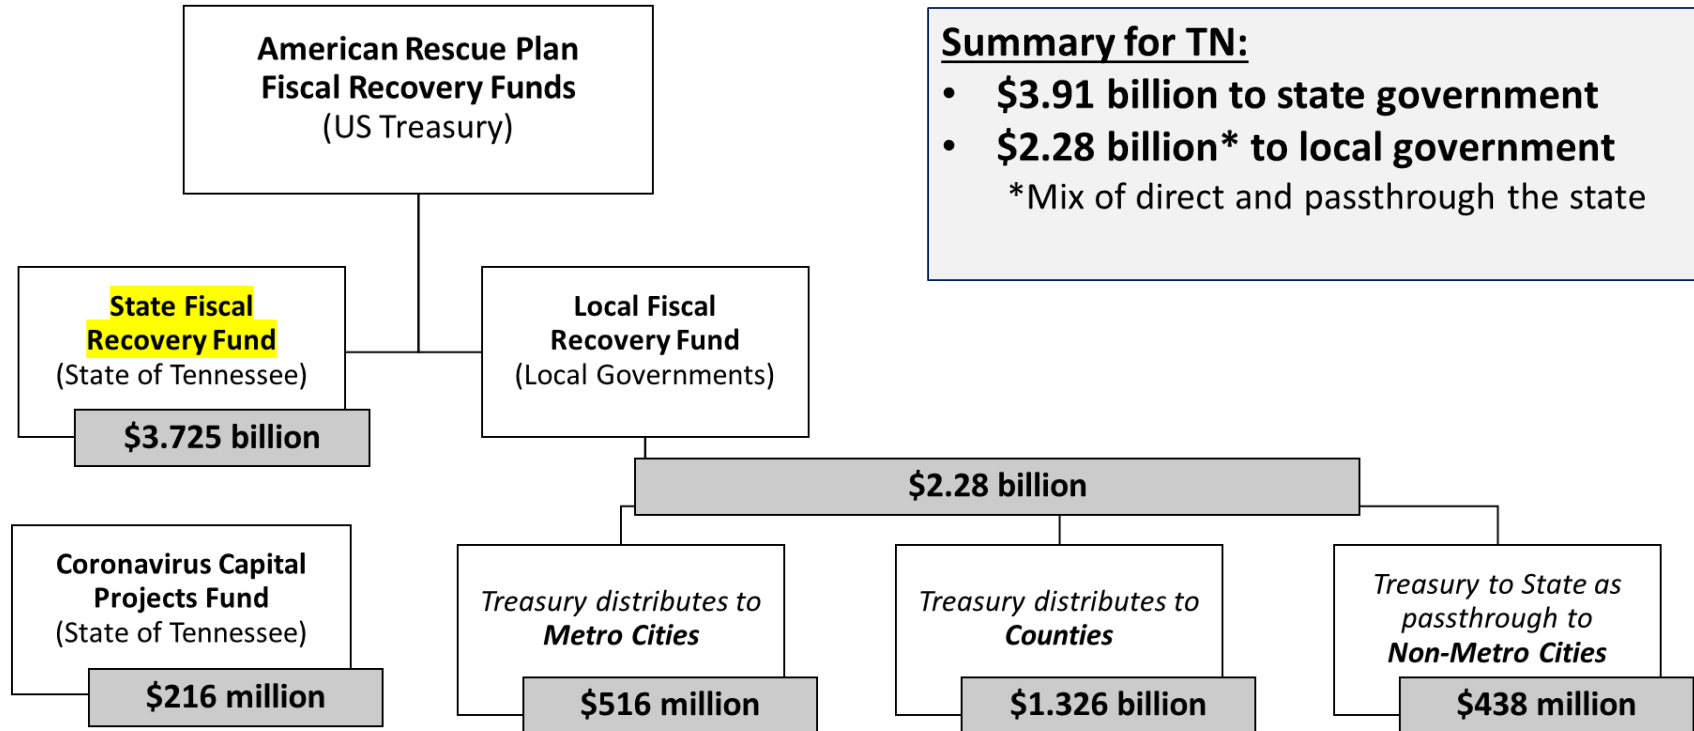 American Rescue Plan
Fiscal Recovery Funds
(US Treasury)
Summary for TN:
• $3.91 billion to state government
• $2.28 billion* to local government
*Mix of direct and passthrough the state
State Fiscal
Recovery Fund
(State of Tennessee)
$3.725 billion
Local Fiscal
Recovery Fund
(Local Governments)
$2.28 billion
Coronavirus Capital
Projects Fund
(State of Tennessee)
$216 million
Treasury distributes to
Metro Cities
$516 million
Treasury distributes to
Counties
$1.326 billion
Treasury to State as
passthrough to
Non-Metro Cities
$438 million